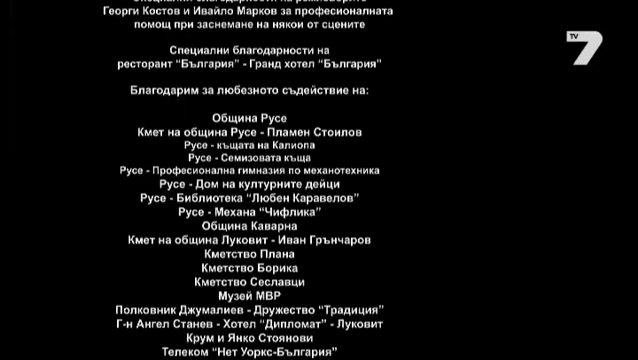 Георги Костов и Ивайло Марков за професионалната
помощ при заснемане на някои от сцените
Специални благодарности на
ресторант “България” - Гранд хотел “България”
Благодарим за любезното съдействие на:
Община Русе
Кмет на община Русе - Пламен Стоилов
Русе - къщата на Калиопа
Русе - Семизовата къща
Русе - Професионална гимназия по механотехника
Русе - Дом на културните дейци
Русе - Библиотека “Любен Каравелов”
Русе - Механа “Чифлика”
Община Каварна
Кмет на община Луковит - Иван Грънчаров
Кметство Плана
Кметство Борика
Кметство Сеславци
Музей МВР
Полковник Джумалиев - Дружество “Традиция”
Г-н Ангел Станев - Хотел “Дипломат” - Луковит
Крум и Янко Стоянови
Телеком “Нет Уоркс-България”
TV
7